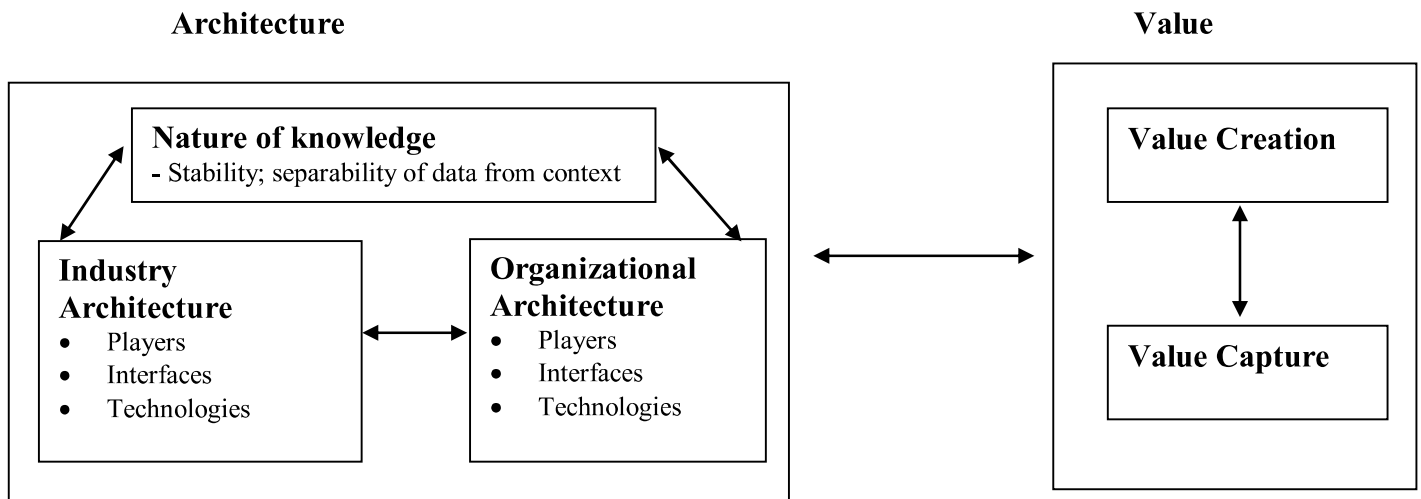 Architecture
Value
Nature of knowledge
- Stability; separability of data from context
Industry
Architecture
• Players
• Interfaces
• Technologies
Organizational
Architecture
• Players
• Interfaces
• Technologies
Value Creation
Value Capture